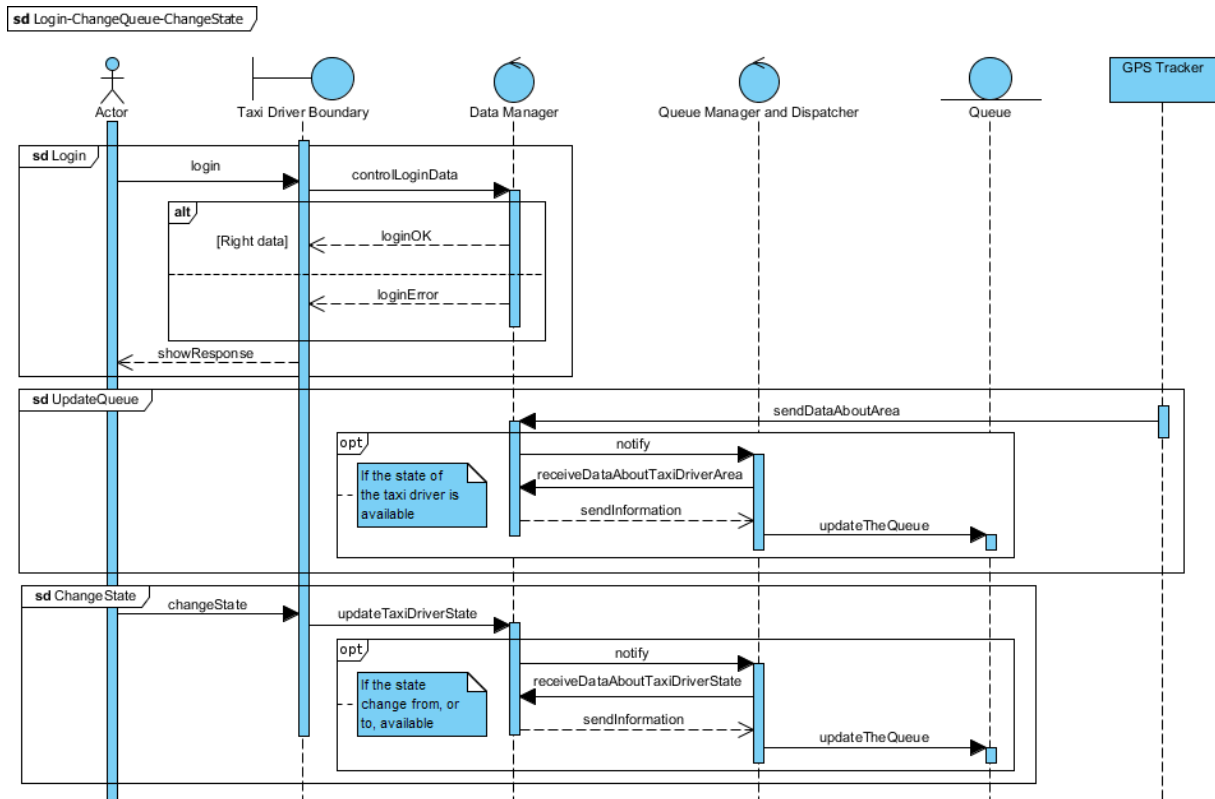 sd Login-ChangeQueue-ChangeState
GPS Tracker
Actor
Taxi Driver Boundary
Data Manager
Queue Manager and Dispatcher
Queue
sd Login
login
controlLoginData
alt
[Right data]
loginOK
loginError
showResponse
sd UpdateQueue
sendDataAboutArea
opt
notify
If the state of
the taxi driver is
available
receiveDataAboutTaxiDriverArea
sendInformation
updateTheQueue
sd ChangeState
changeState
updateTaxiDriverState
opt
notify
If the state
change from, or
to, available
receiveDataAboutTaxiDriverState
sendInformation
updateTheQueue